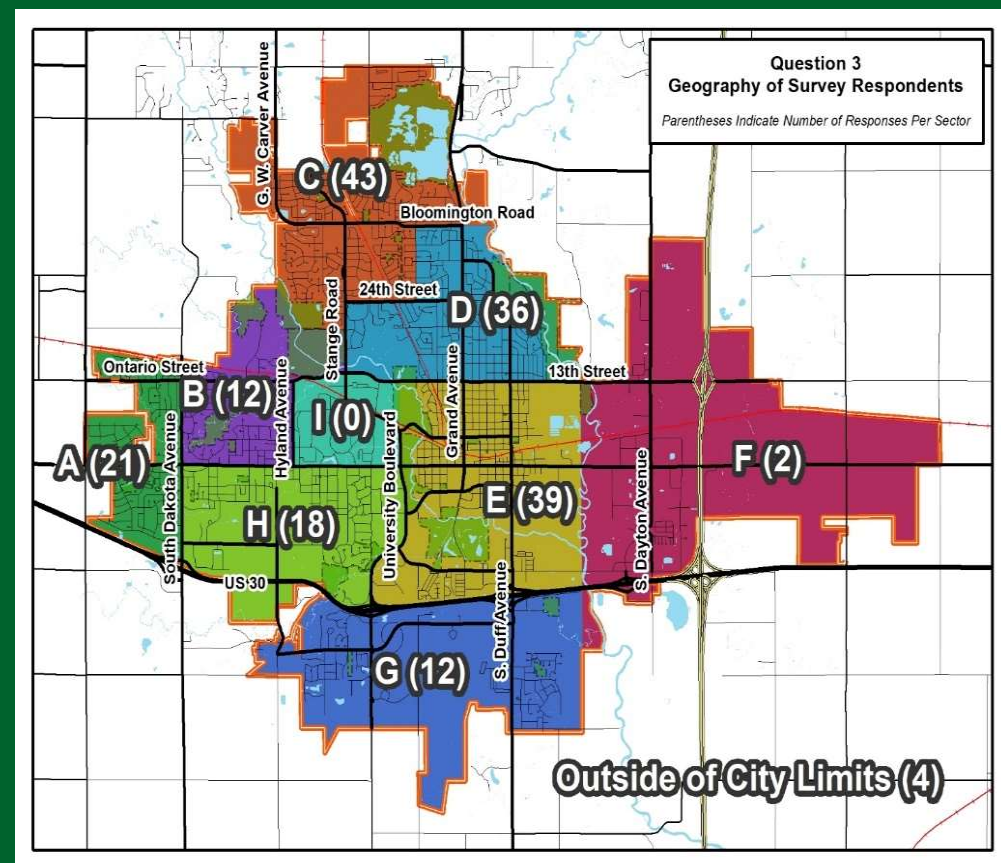 Question 3
Geography of Survey Respondents
Parentheses Indicate Number of Responses Per Sector
G. W. Carver Avenue
C (43)
Bloomington Road
24th Street
D (36)
Stange Road
Ontario Street
13th Street
B (12)
Hyland Avenue
I (0)
Grand Avenue
A (21)
South Dakota Avenue
University Boulevard
F (2)
H (18)
E (39)
S. Dayton Avenue
US 30
S. Duff Avenue
G (12)
Outside of City Limits (4)